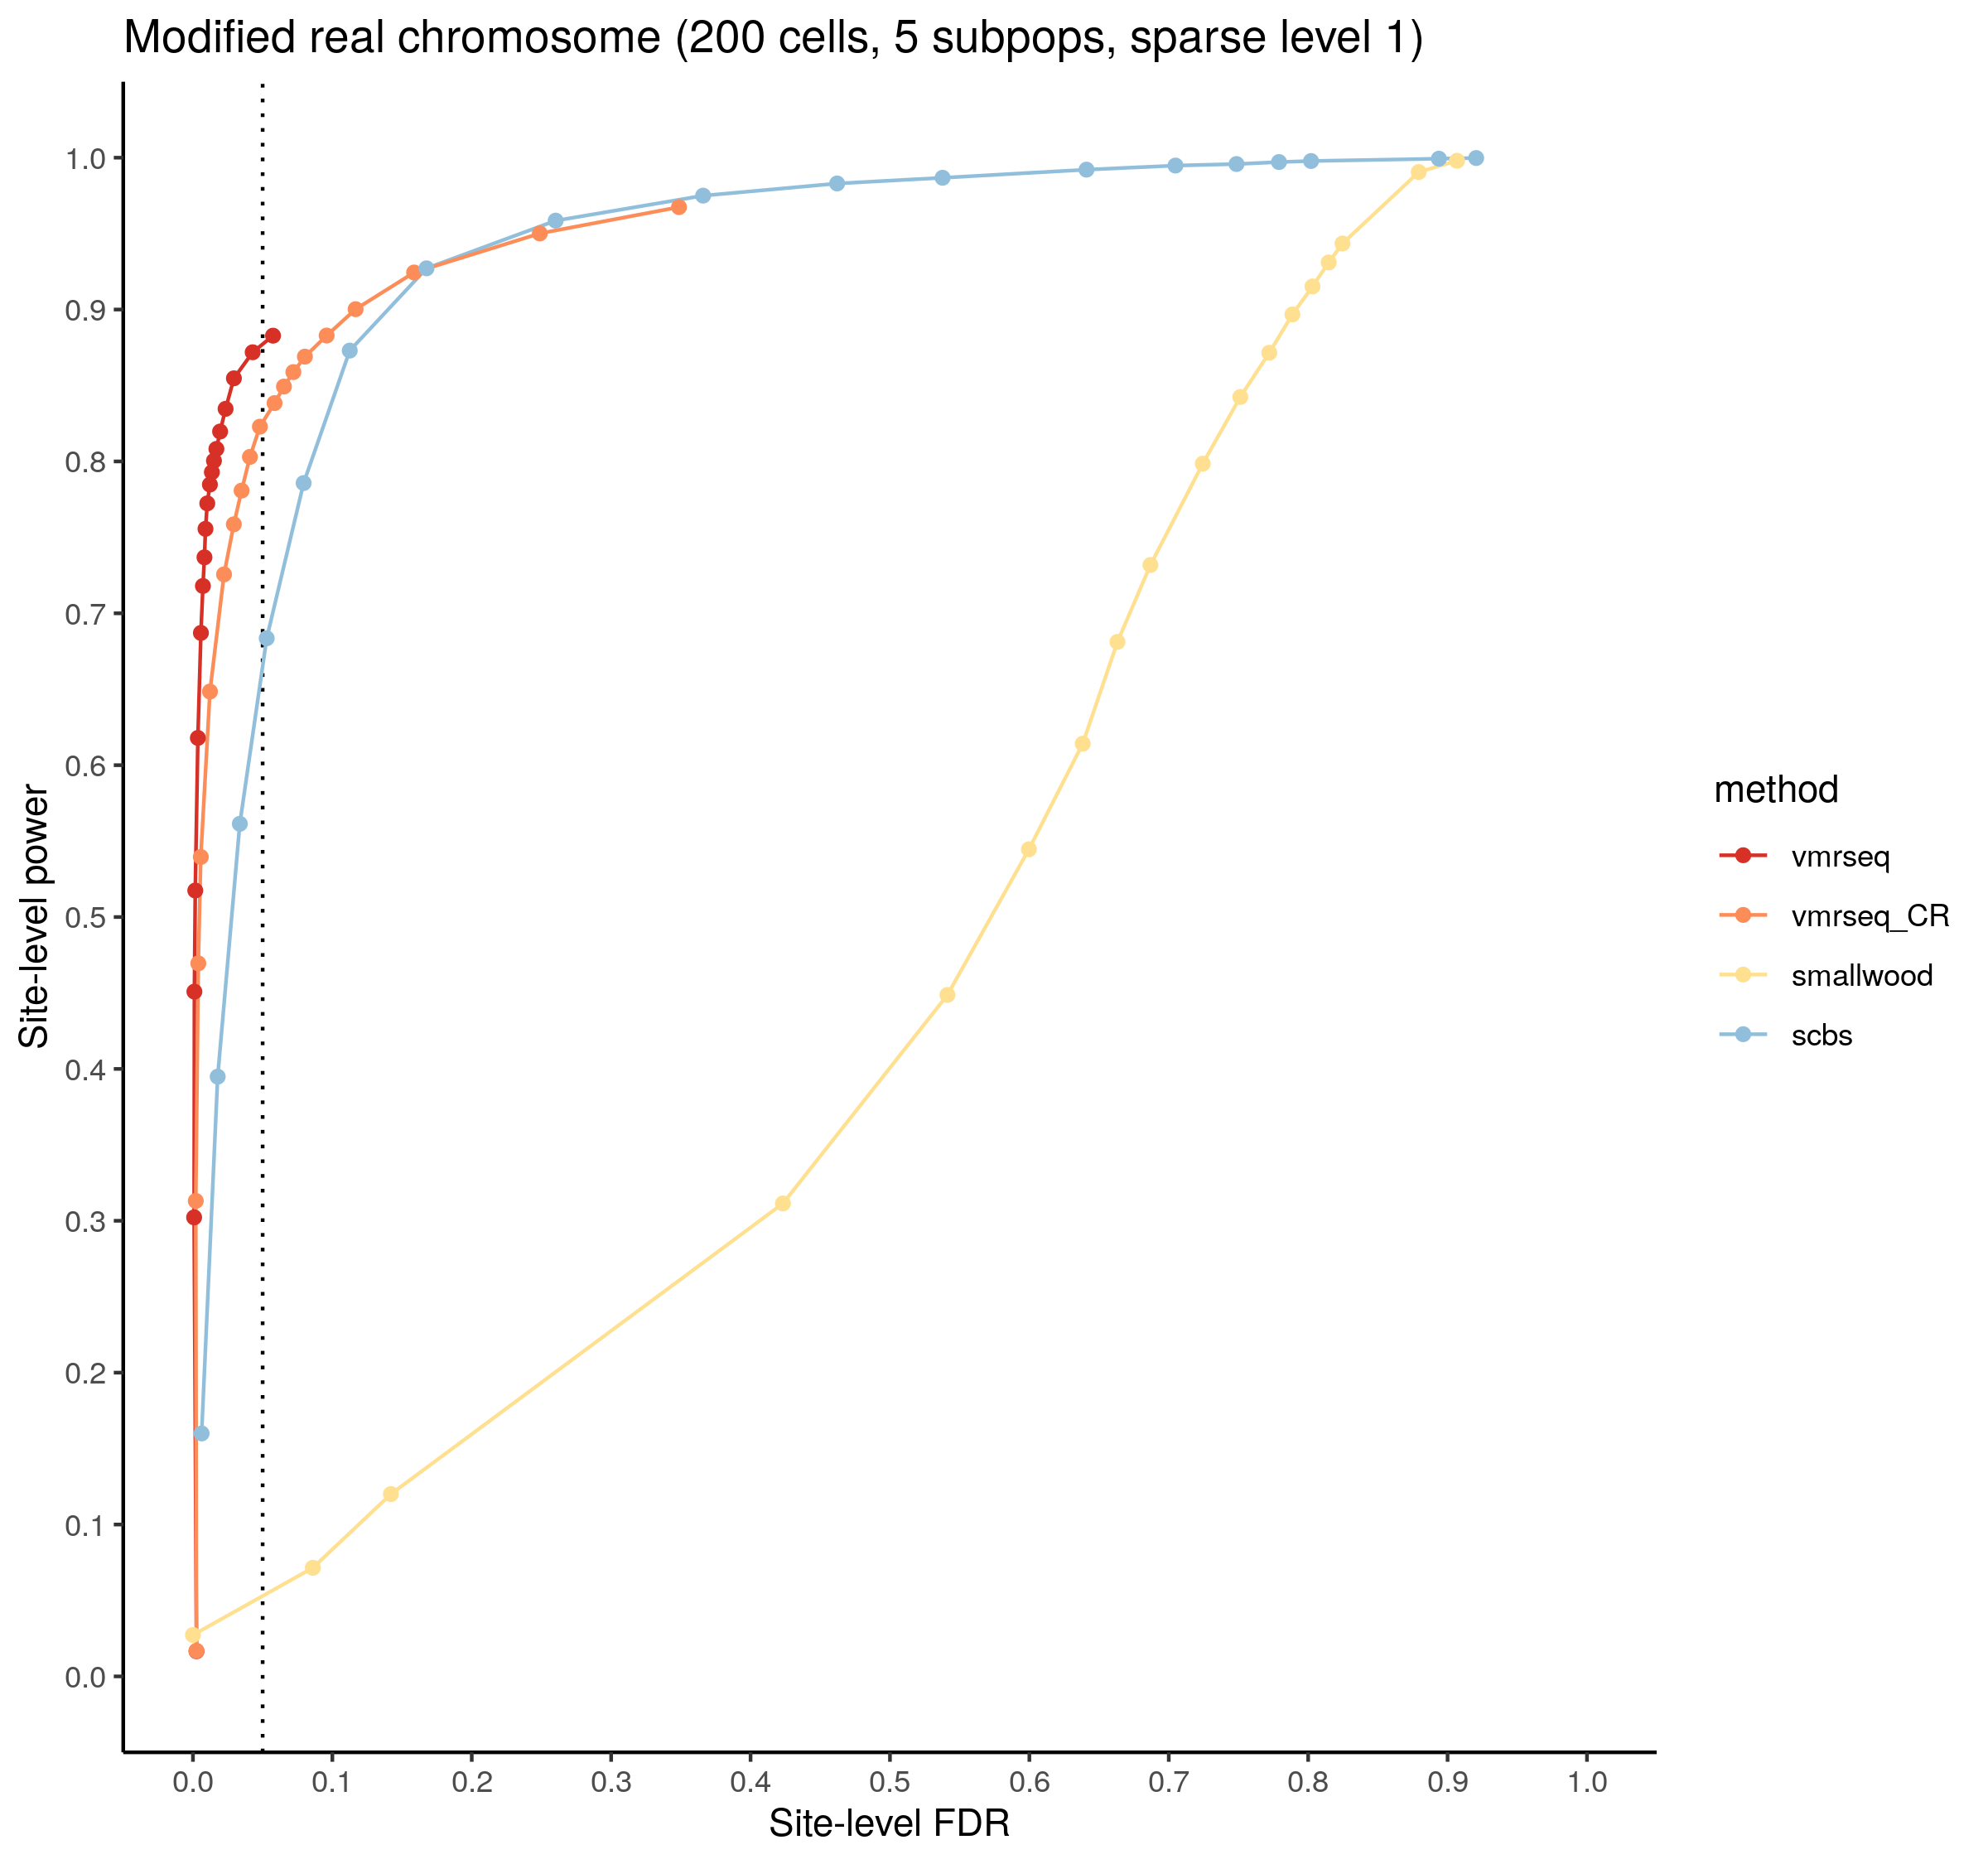 Modified real chromosome (200 cells, 5 subpops, sparse level 1)
Site-level power
1.0
0.9
0.8
0.7
0.6
0.5
0.4
0.3
0.2
0.1
0.0
0.0 0.1 0.2 0.3 0.4 0.5 0.6 0.7 0.8 0.9 1.0
Site-level FDR
method
vmrseq
vmrseq_CR
smallwood
scbs